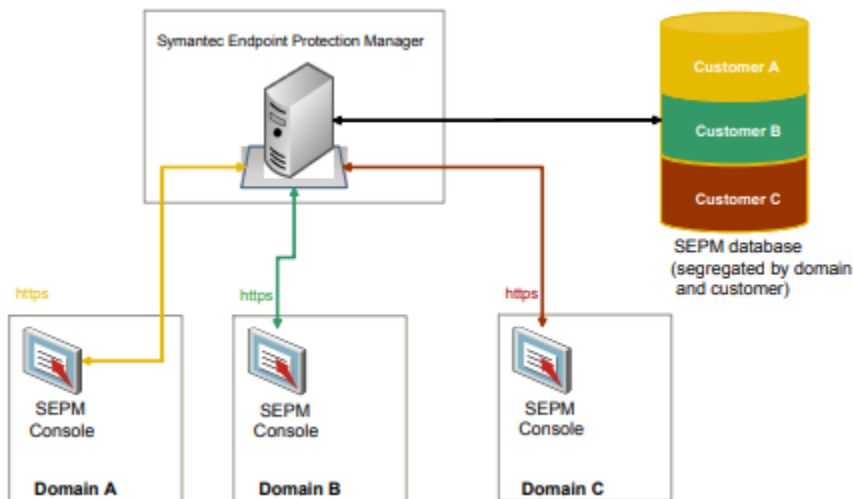 Symantec Endpoint Protection Manager
Customer A
Customer B
Customer C
SEPM database
(segregated by domain
and customer)
https
https
https
SEPM
Console
SEPM
Console
SEPM
Console
Domain A
Domain B
Domain C